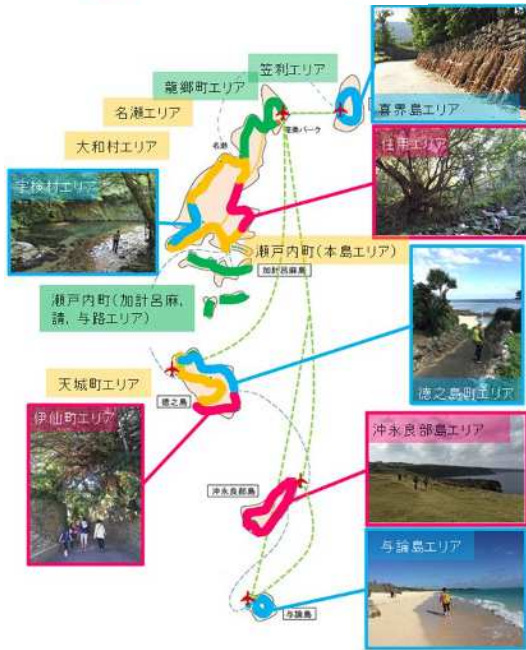 笠利エリア
龍郷町エリア
名瀬エリア
大和村エリア
宇検村エリア
喜界島エリア
住用エリア
奄美パーク
名瀬
瀬戸内町(本島エリア)
加計呂麻島
瀬戸内町(加計呂麻,
請, 与路エリア)
天城町エリア
徳之島
徳之島町エリア
伊仙町エリア
沖永良部島エリア
沖永良部島
与論島エリア
与論島